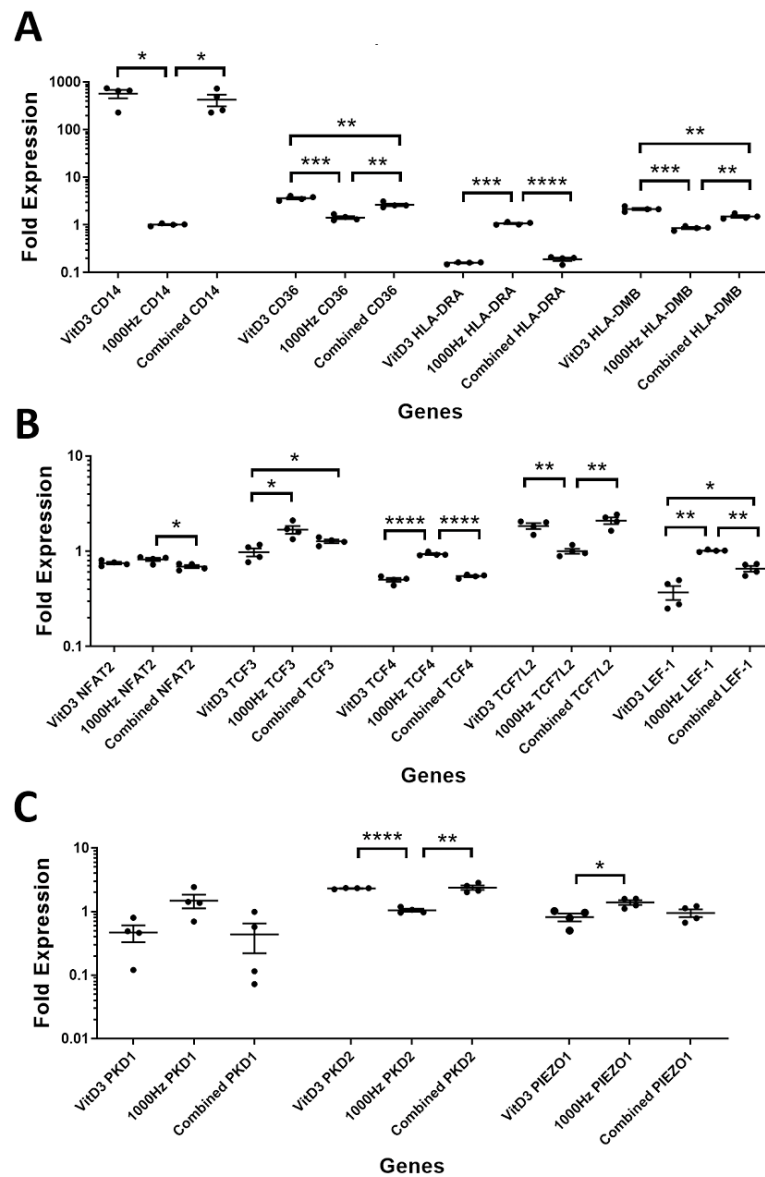 A
* *
1000
100
10
1
0.1
** *** **
*** ****
** *** **
Fold Expression
VitD3 CD14
1000Hz CD14
Combined CD14
VitD3 CD36
1000Hz CD36
Combined CD36
VitD3 HLA-DRA
1000Hz HLA-DRA
Combined HLA-DRA
VitD3 HLA-DMB
1000Hz HLA-DMB
Combined HLA-DMB
Genes
B
10
1
0.1
*
* *
**** ****
** **
* ** **
Fold Expression
VitD3 NFAT2
1000Hz NFAT2
Combined NFAT2
VitD3 TCF3
1000Hz TCF3
Combined TCF3
VitD3 TCF4
1000Hz TCF4
Combined TCF4
VitD3 TCF7L2
1000Hz TCF7L2
Combined TCF7L2
VitD3 LEF-1
1000Hz LEF-1
Combined LEF-1
Genes
C
10
1
0.1
0.01
**** **
*
Fold Expression
VitD3 PKD1
1000Hz PKD1
Combined PKD1
VitD3 PKD2
1000Hz PKD2
Combined PKD2
VitD3 PIEZO1
1000Hz PIEZO1
Combined PIEZO1
Genes